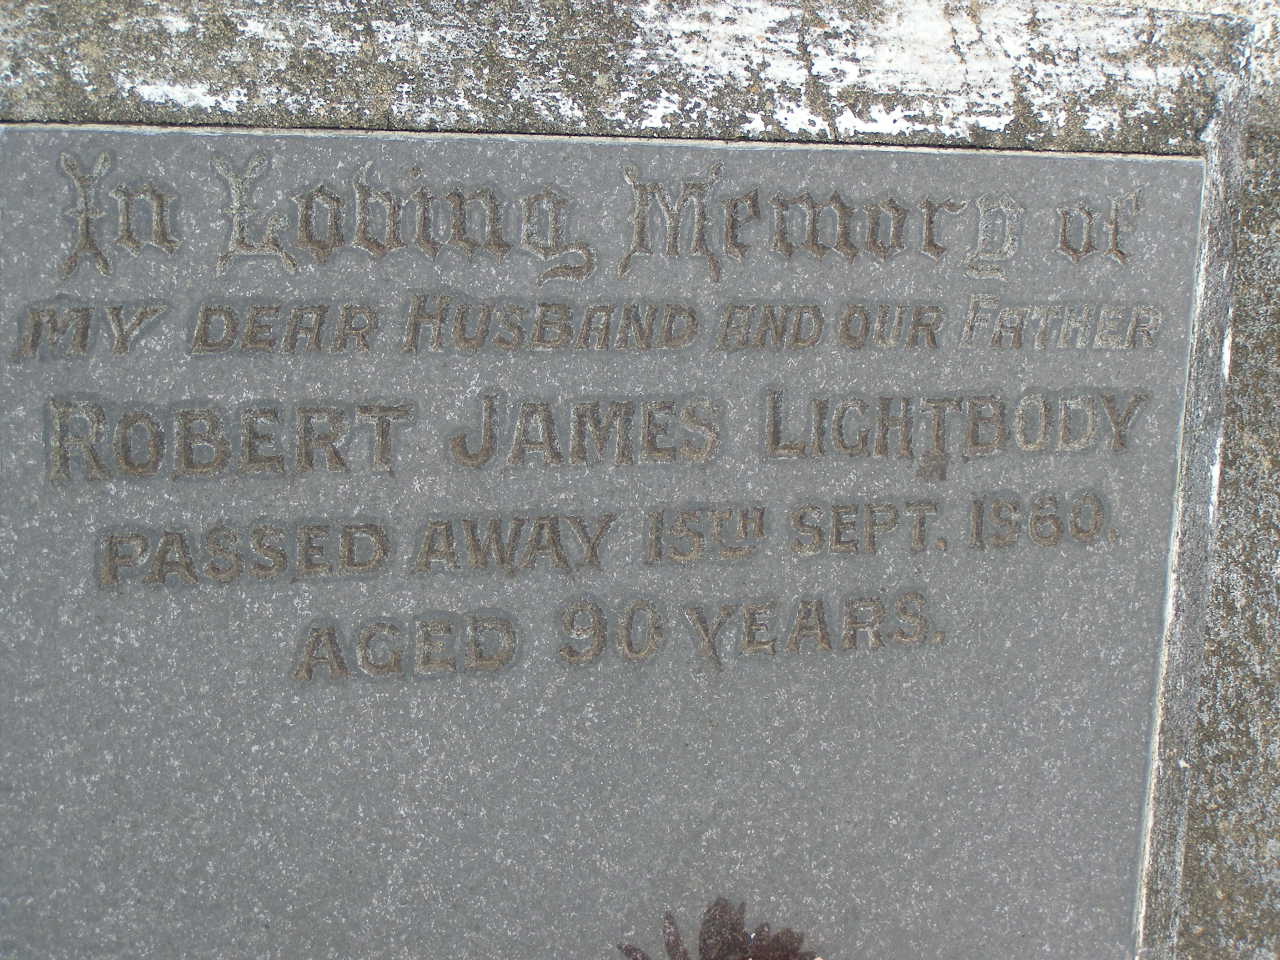 In Loving Memory of
MY DEAR HUSBAND AND OUR FATHER
ROBERT JAMES LIGHTBODY
PASSED AWAY 15TH SEPT. 1960.
AGED 90 YEARS.